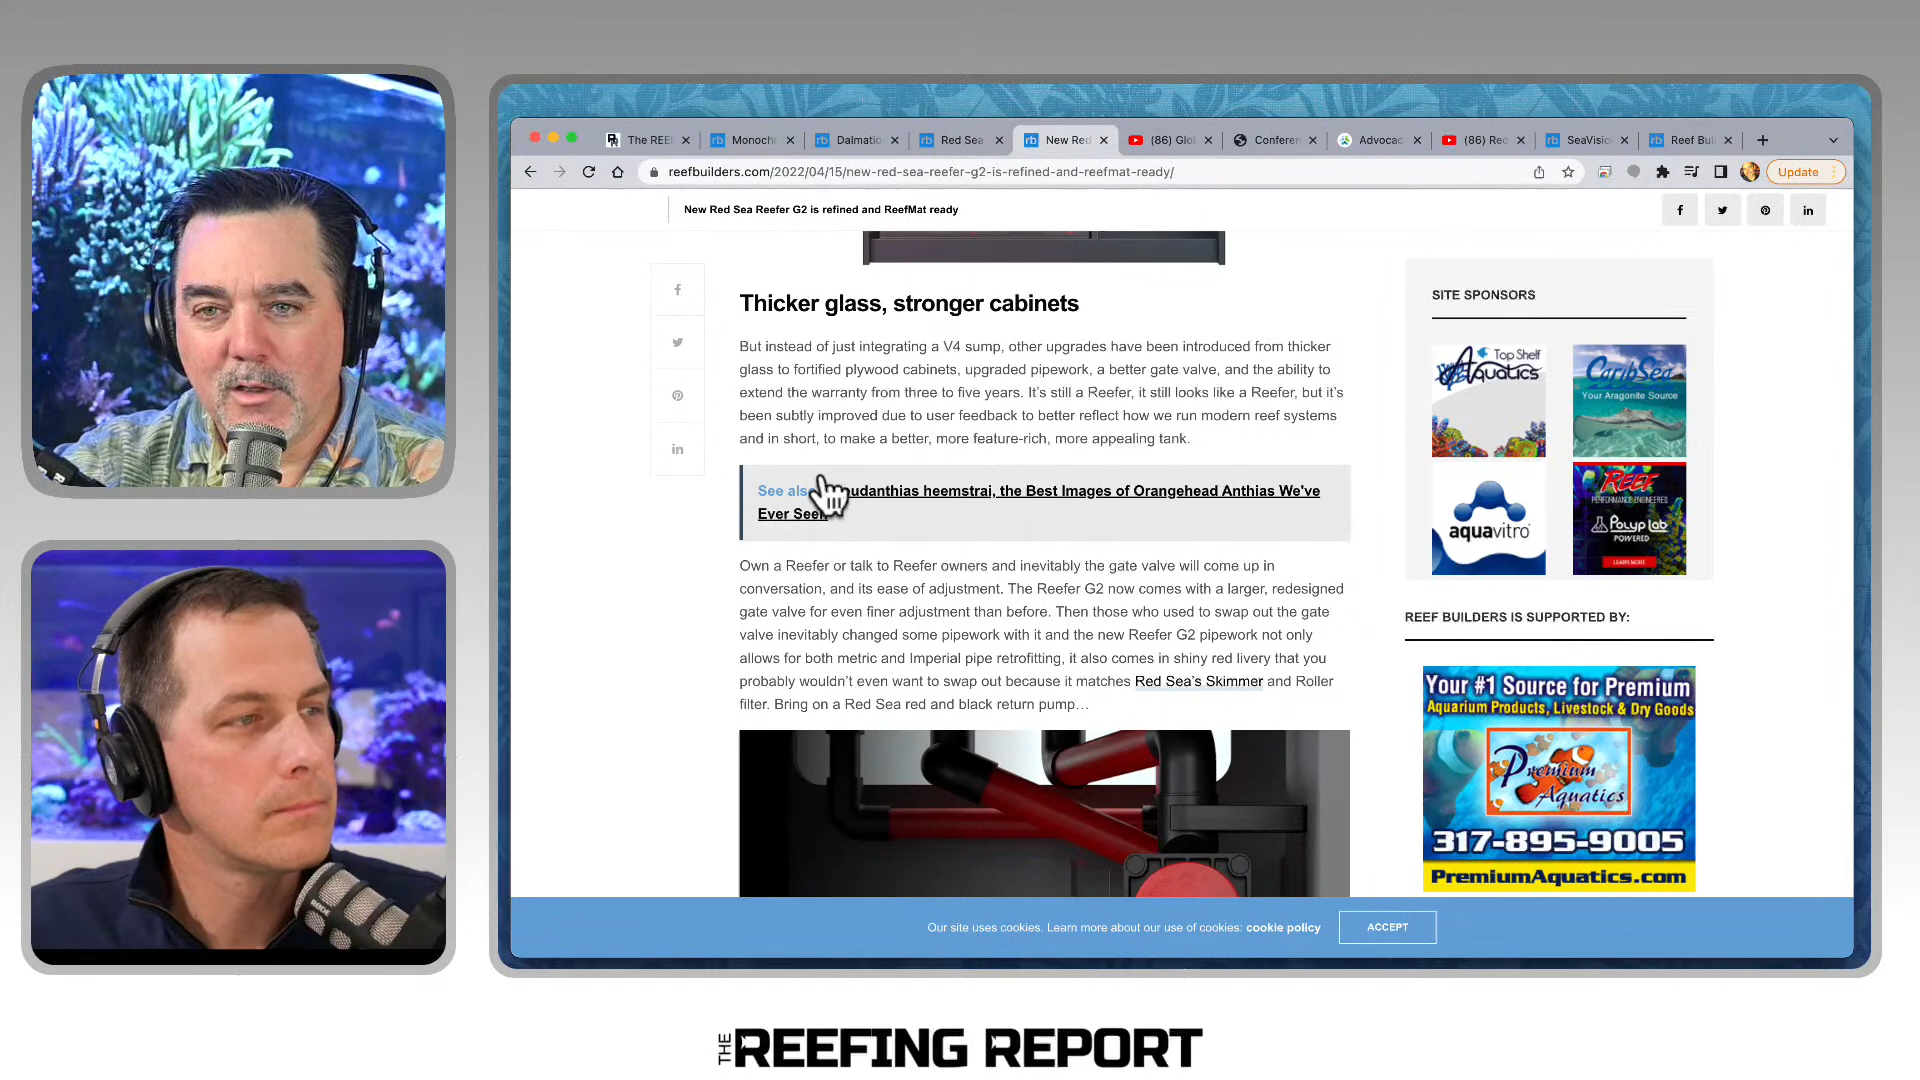 The REE
Monoch
Dalmatio
Red Sea
New Red
(86) Glo
Conferen
Advocac
(86) Red
SeaVisio
Reef Bui
reefbuilders.com/2022/04/15/new-red-sea-reefer-g2-is-refined-and-reefmat-ready/
Update
New Red Sea Reefer G2 is refined and ReefMat ready
Thicker glass, stronger cabinets
But instead of just integrating a V4 sump, other upgrades have been introduced from thicker
glass to fortified plywood cabinets, upgraded pipework, a better gate valve, and the ability to
extend the warranty from three to five years. It's still a Reefer, it still looks like a Reefer, but it's
been subtly improved due to user feedback to better reflect how we run modern reef systems
and in short, to make a better, more feature-rich, more appealing tank.
See als udanthias heemstrai, the Best Images of Orangehead Anthias We've
Ever Seen
Own a Reefer or talk to Reefer owners and inevitably the gate valve will come up in
conversation, and its ease of adjustment. The Reefer G2 now comes with a larger, redesigned
gate valve for even finer adjustment than before. Then those who used to swap out the gate
valve inevitably changed some pipework with it and the new Reefer G2 pipework not only
allows for both metric and Imperial pipe retrofitting, it also comes in shiny red livery that you
probably wouldn't even want to swap out because it matches Red Sea's Skimmer and Roller
filter. Bring on a Red Sea red and black return pump…
SITE SPONSORS
Top Shelf
Aquatics
CaribSea
Your Aragonite Source
aquavitro
REEF
PERFORMANCE ENGINEERED
Polyp lab
POWERED
LEARN MORE
REEF BUILDERS IS SUPPORTED BY:
Your #1 Source for Premium
Aquarium Products, Livestock & Dry Goods
Premium
Aquatics
317-895-9005
PremiumAquatics.com
Our site uses cookies. Learn more about our use of cookies: cookie policy
ACCEPT
RODE
THE REEFING REPORT